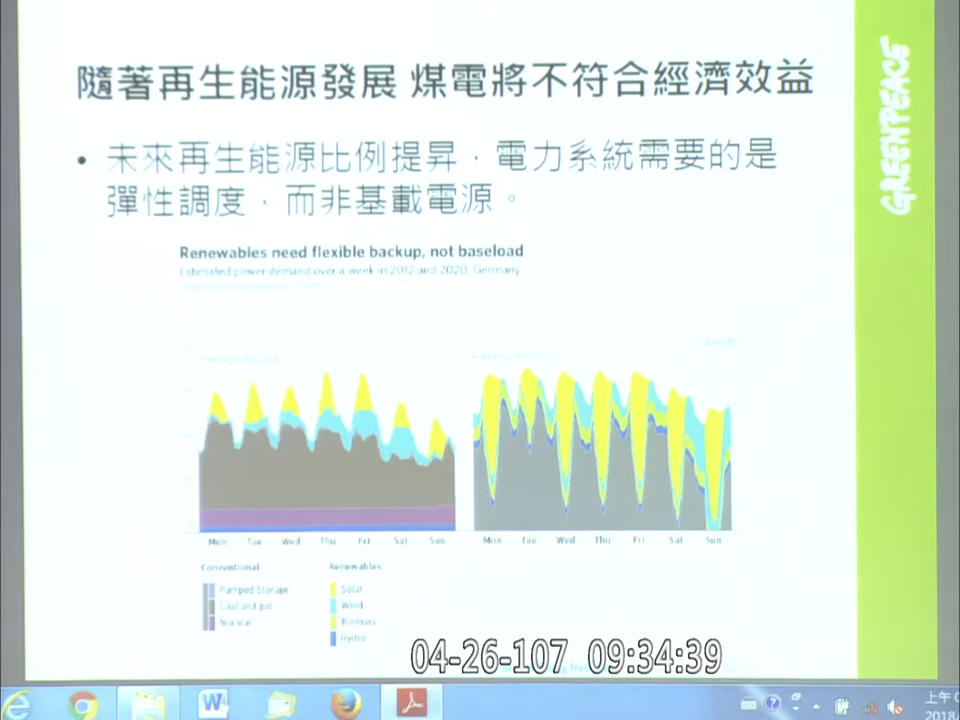 隨著再生能源發展 煤電將不符合經濟效益
GREENPEACE
• 未來再生能源比例提昇，電力系統需要的是
彈性調度，而非基載電源。
Renewables need flexible backup, not baseload
Estimated power demand over a week in 2012 and 2020, Germany
Mon Tue Wed Thu Fri Sat Sun
Mon Tue Wed Thu Fri Sat Sun
Conventional
Pumped Storage
Coal and gas
Nuclear
Renewables
Solar
Wind
Biomass
Hydro
04-26-107 09:34:39
上午
2018